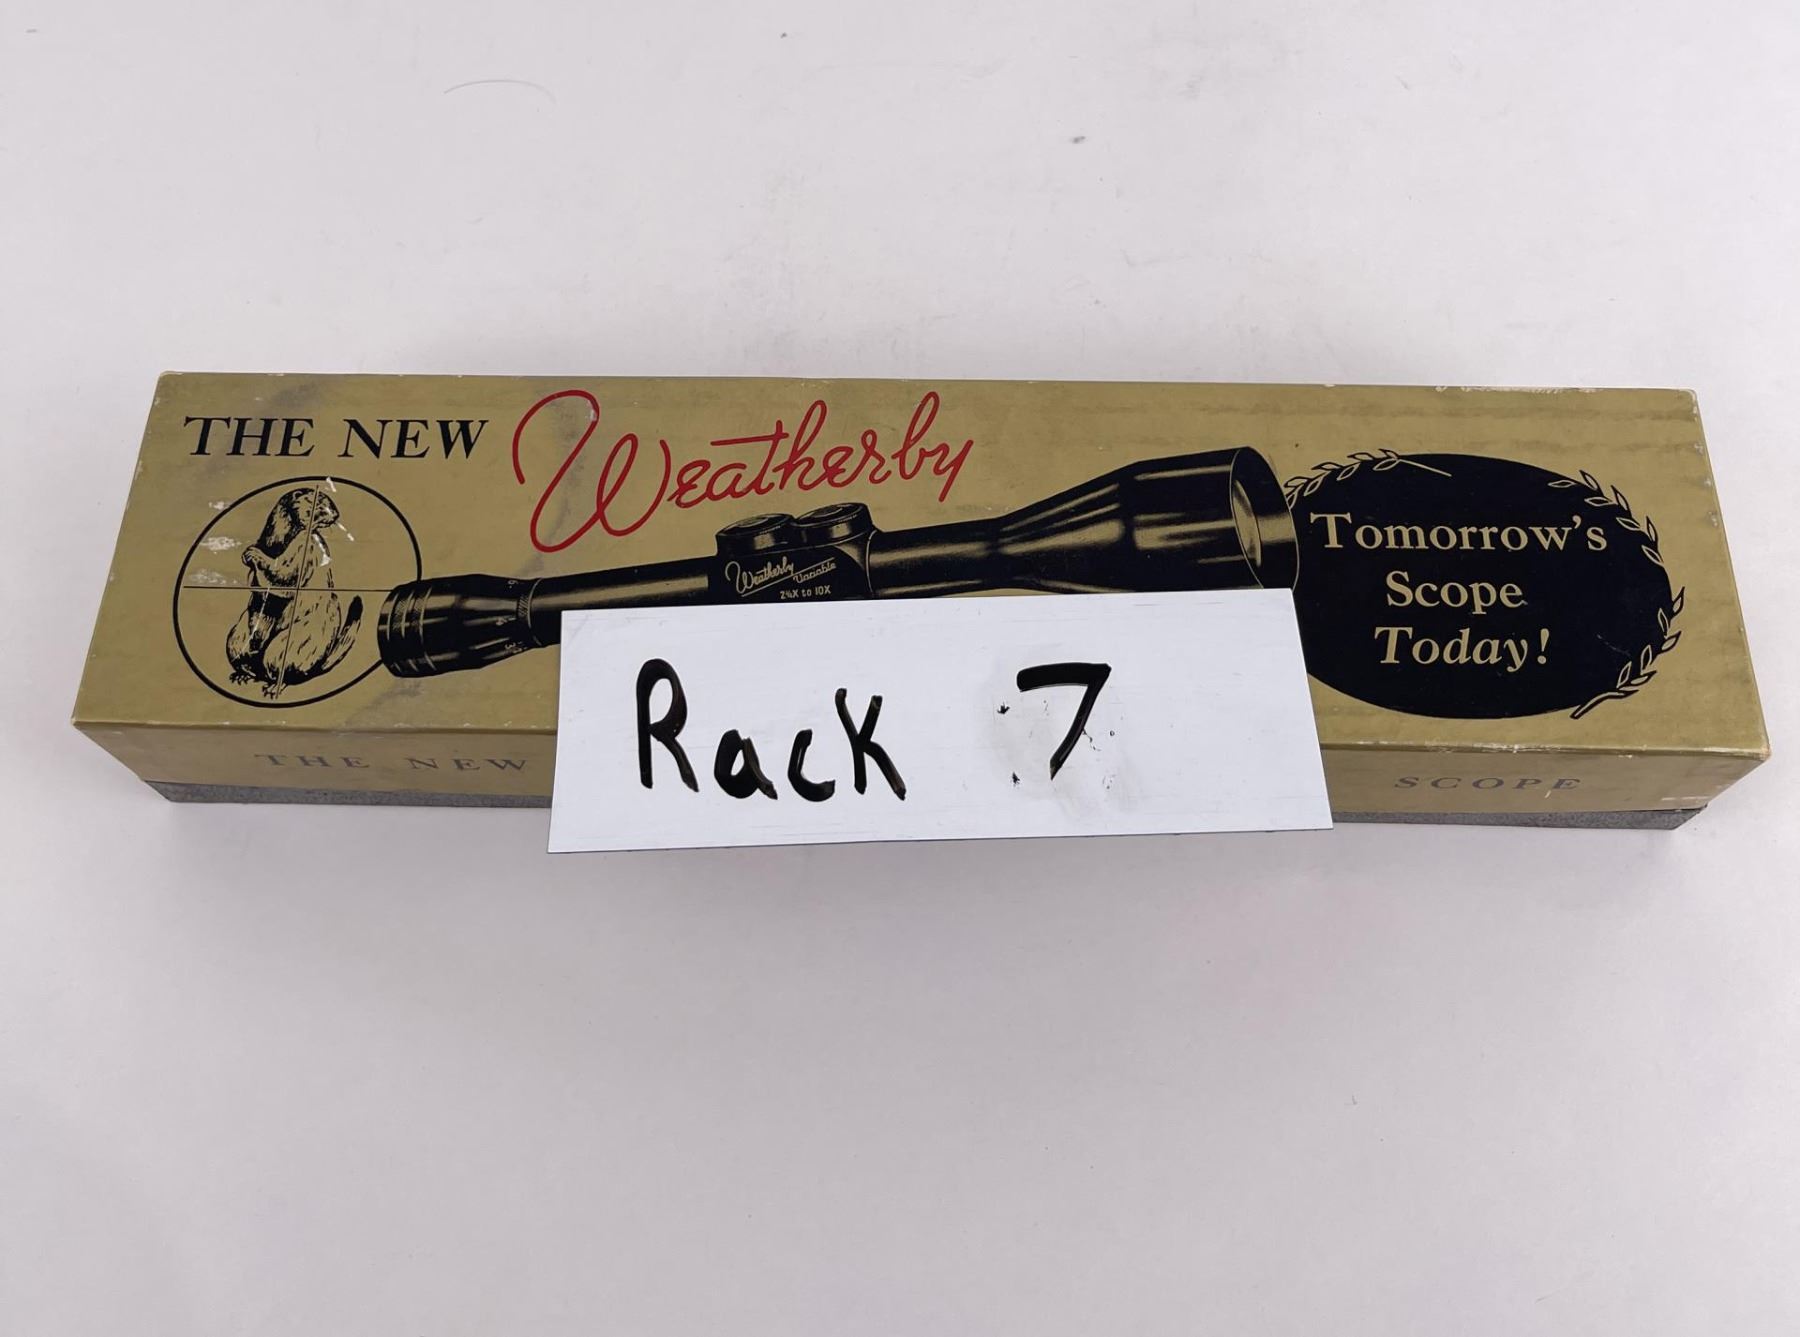 THE NEW Weatherby
Weatherby
Variable
2¾X to 10X
Tomorrow's
Scope
Today!
THE NEW
SCOPE
Rack 7